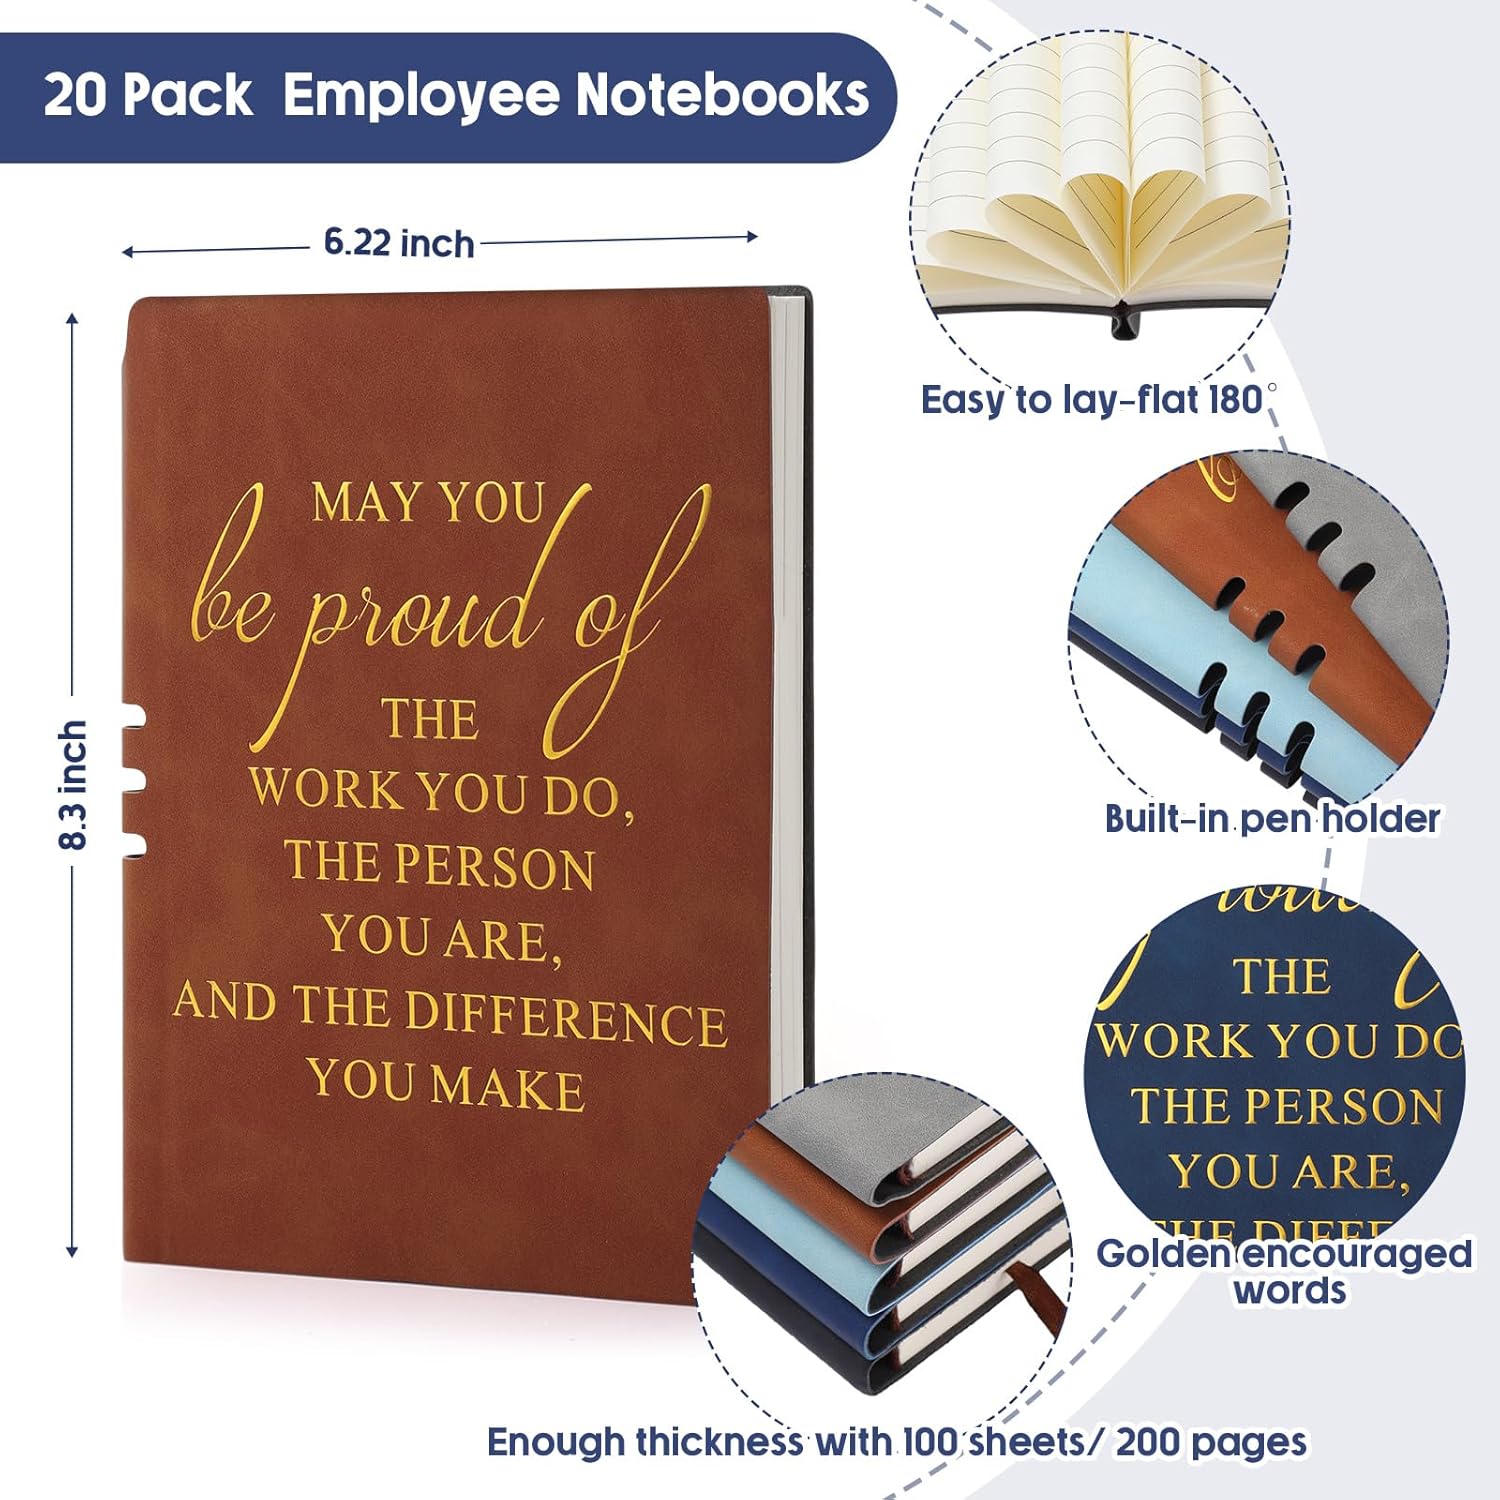 20 Pack Employee Notebooks
6.22 inch
8.3 inch
MAY YOU
be proud of
THE
WORK YOU DO,
THE PERSON
YOU ARE,
AND THE DIFFERENCE
YOU MAKE
Easy to lay-flat 180°
Built-in pen holder
THE
WORK YOU DO
THE PERSON
YOU ARE,
THE DIFFE
Golden encouraged
words
Enough thickness with 100 sheets/ 200 pages